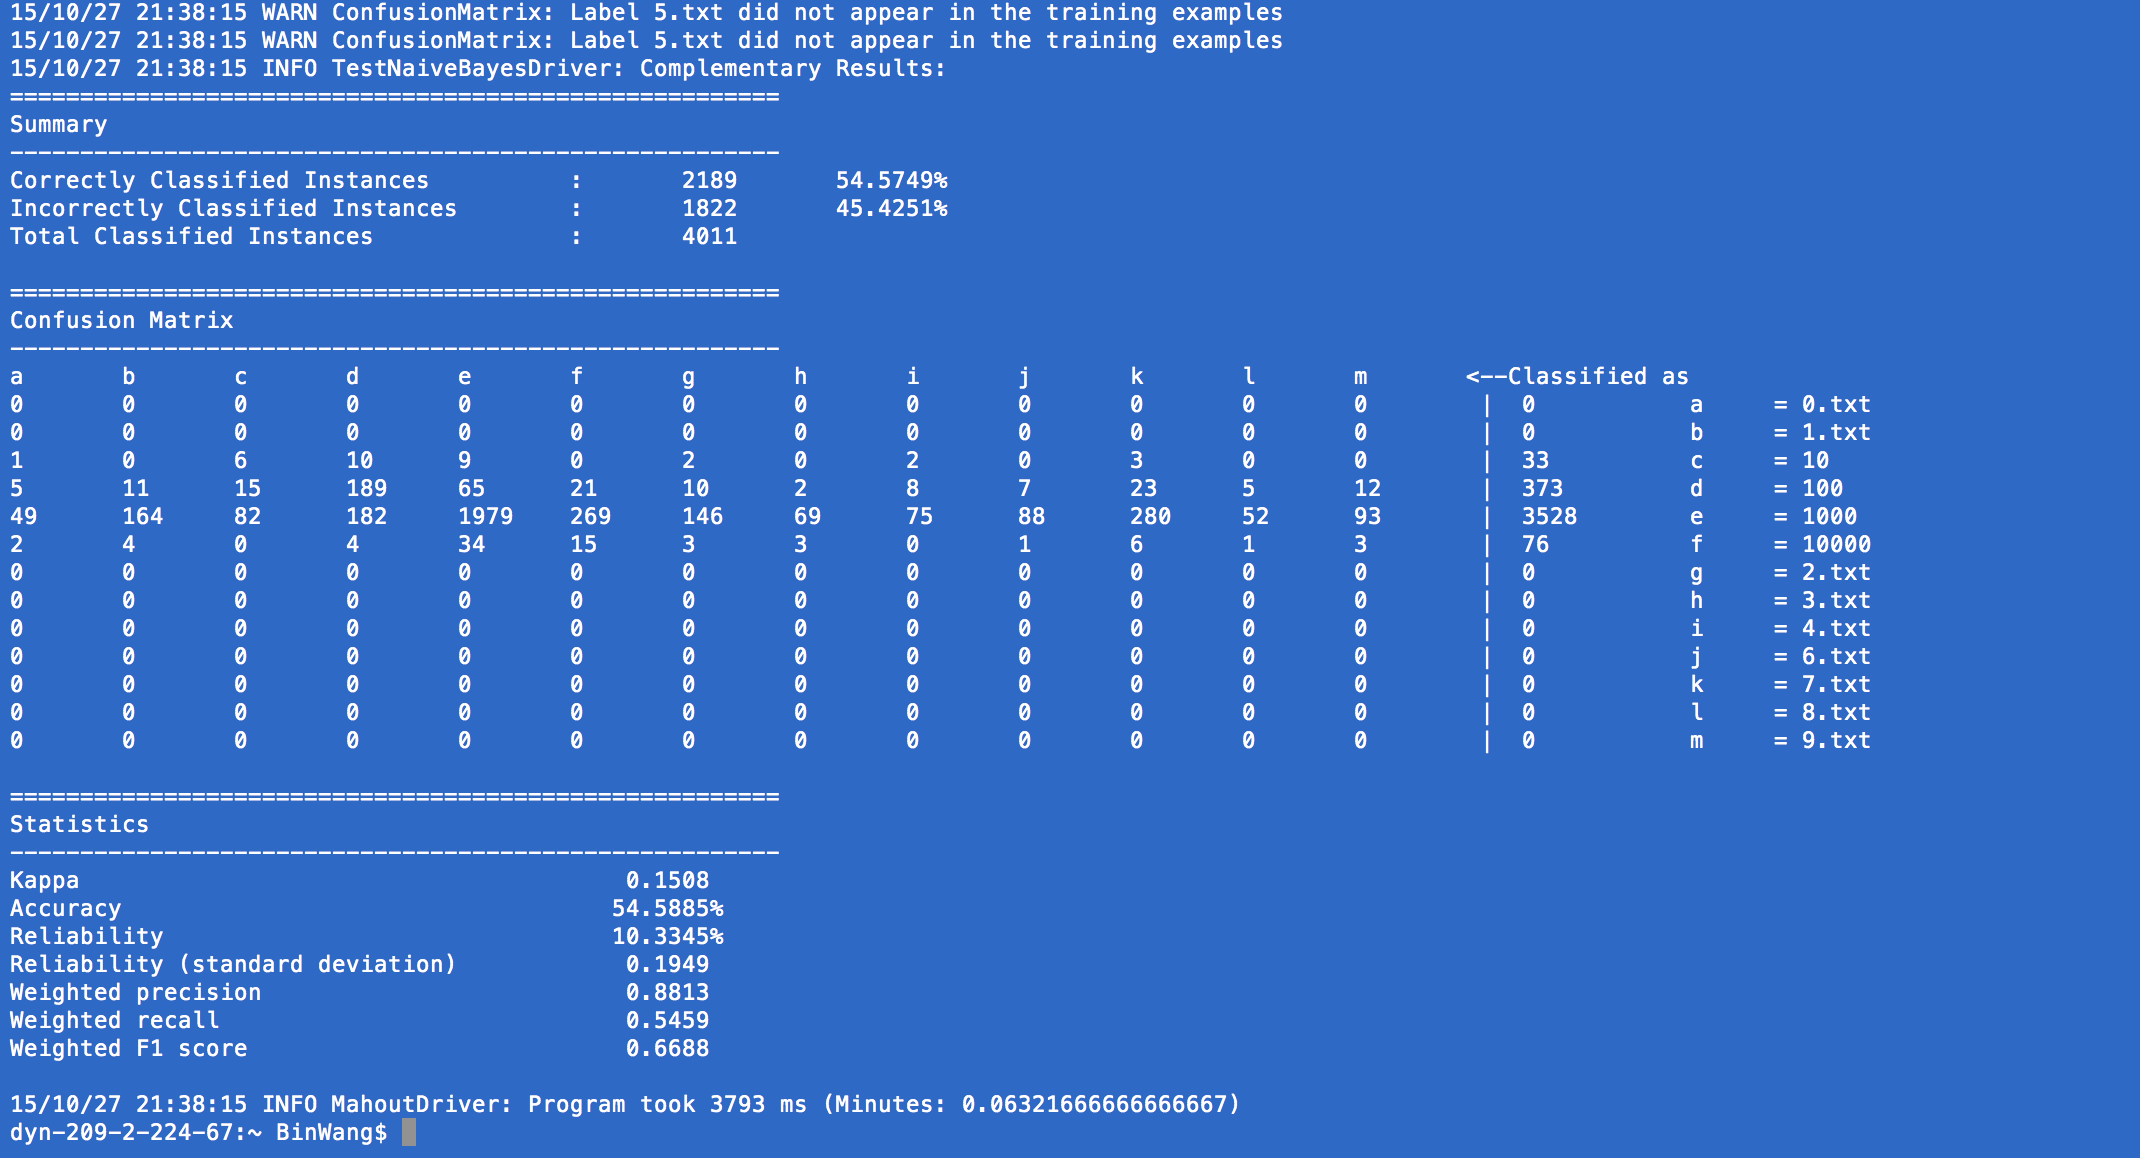 15/10/27 21:38:15 WARN ConfusionMatrix: Label 5.txt did not appear in the training examples
15/10/27 21:38:15 WARN ConfusionMatrix: Label 5.txt did not appear in the training examples
15/10/27 21:38:15 INFO TestNaiveBayesDriver: Complementary Results:
=======================================================
Summary
-------------------------------------------------------
Correctly Classified Instances          :       2189       54.5749%
Incorrectly Classified Instances        :       1822       45.4251%
Total Classified Instances              :       4011
=======================================================
Confusion Matrix
-------------------------------------------------------
a       b       c       d       e       f       g       h       i       j       k       l       m       <--Classified as
0       0       0       0       0       0       0       0       0       0       0       0       0        |  0           a     = 0.txt
0       0       0       0       0       0       0       0       0       0       0       0       0        |  0           b     = 1.txt
1       0       6       10      9       0       2       0       2       0       3       0       0        |  33          c     = 10
5       11      15      189     65      21      10      2       8       7       23      5       12       |  373         d     = 100
49      164     82      182     1979    269     146     69      75      88      280     52      93       |  3528        e     = 1000
2       4       0       4       34      15      3       3       0       1       6       1       3        |  76          f     = 10000
0       0       0       0       0       0       0       0       0       0       0       0       0        |  0           g     = 2.txt
0       0       0       0       0       0       0       0       0       0       0       0       0        |  0           h     = 3.txt
0       0       0       0       0       0       0       0       0       0       0       0       0        |  0           i     = 4.txt
0       0       0       0       0       0       0       0       0       0       0       0       0        |  0           j     = 6.txt
0       0       0       0       0       0       0       0       0       0       0       0       0        |  0           k     = 7.txt
0       0       0       0       0       0       0       0       0       0       0       0       0        |  0           l     = 8.txt
0       0       0       0       0       0       0       0       0       0       0       0       0        |  0           m     = 9.txt
=======================================================
Statistics
-------------------------------------------------------
Kappa                                       0.1508
Accuracy                                   54.5885%
Reliability                                10.3345%
Reliability (standard deviation)            0.1949
Weighted precision                          0.8813
Weighted recall                             0.5459
Weighted F1 score                           0.6688
15/10/27 21:38:15 INFO MahoutDriver: Program took 3793 ms (Minutes: 0.06321666666666667)
dyn-209-2-224-67:~ BinWang$